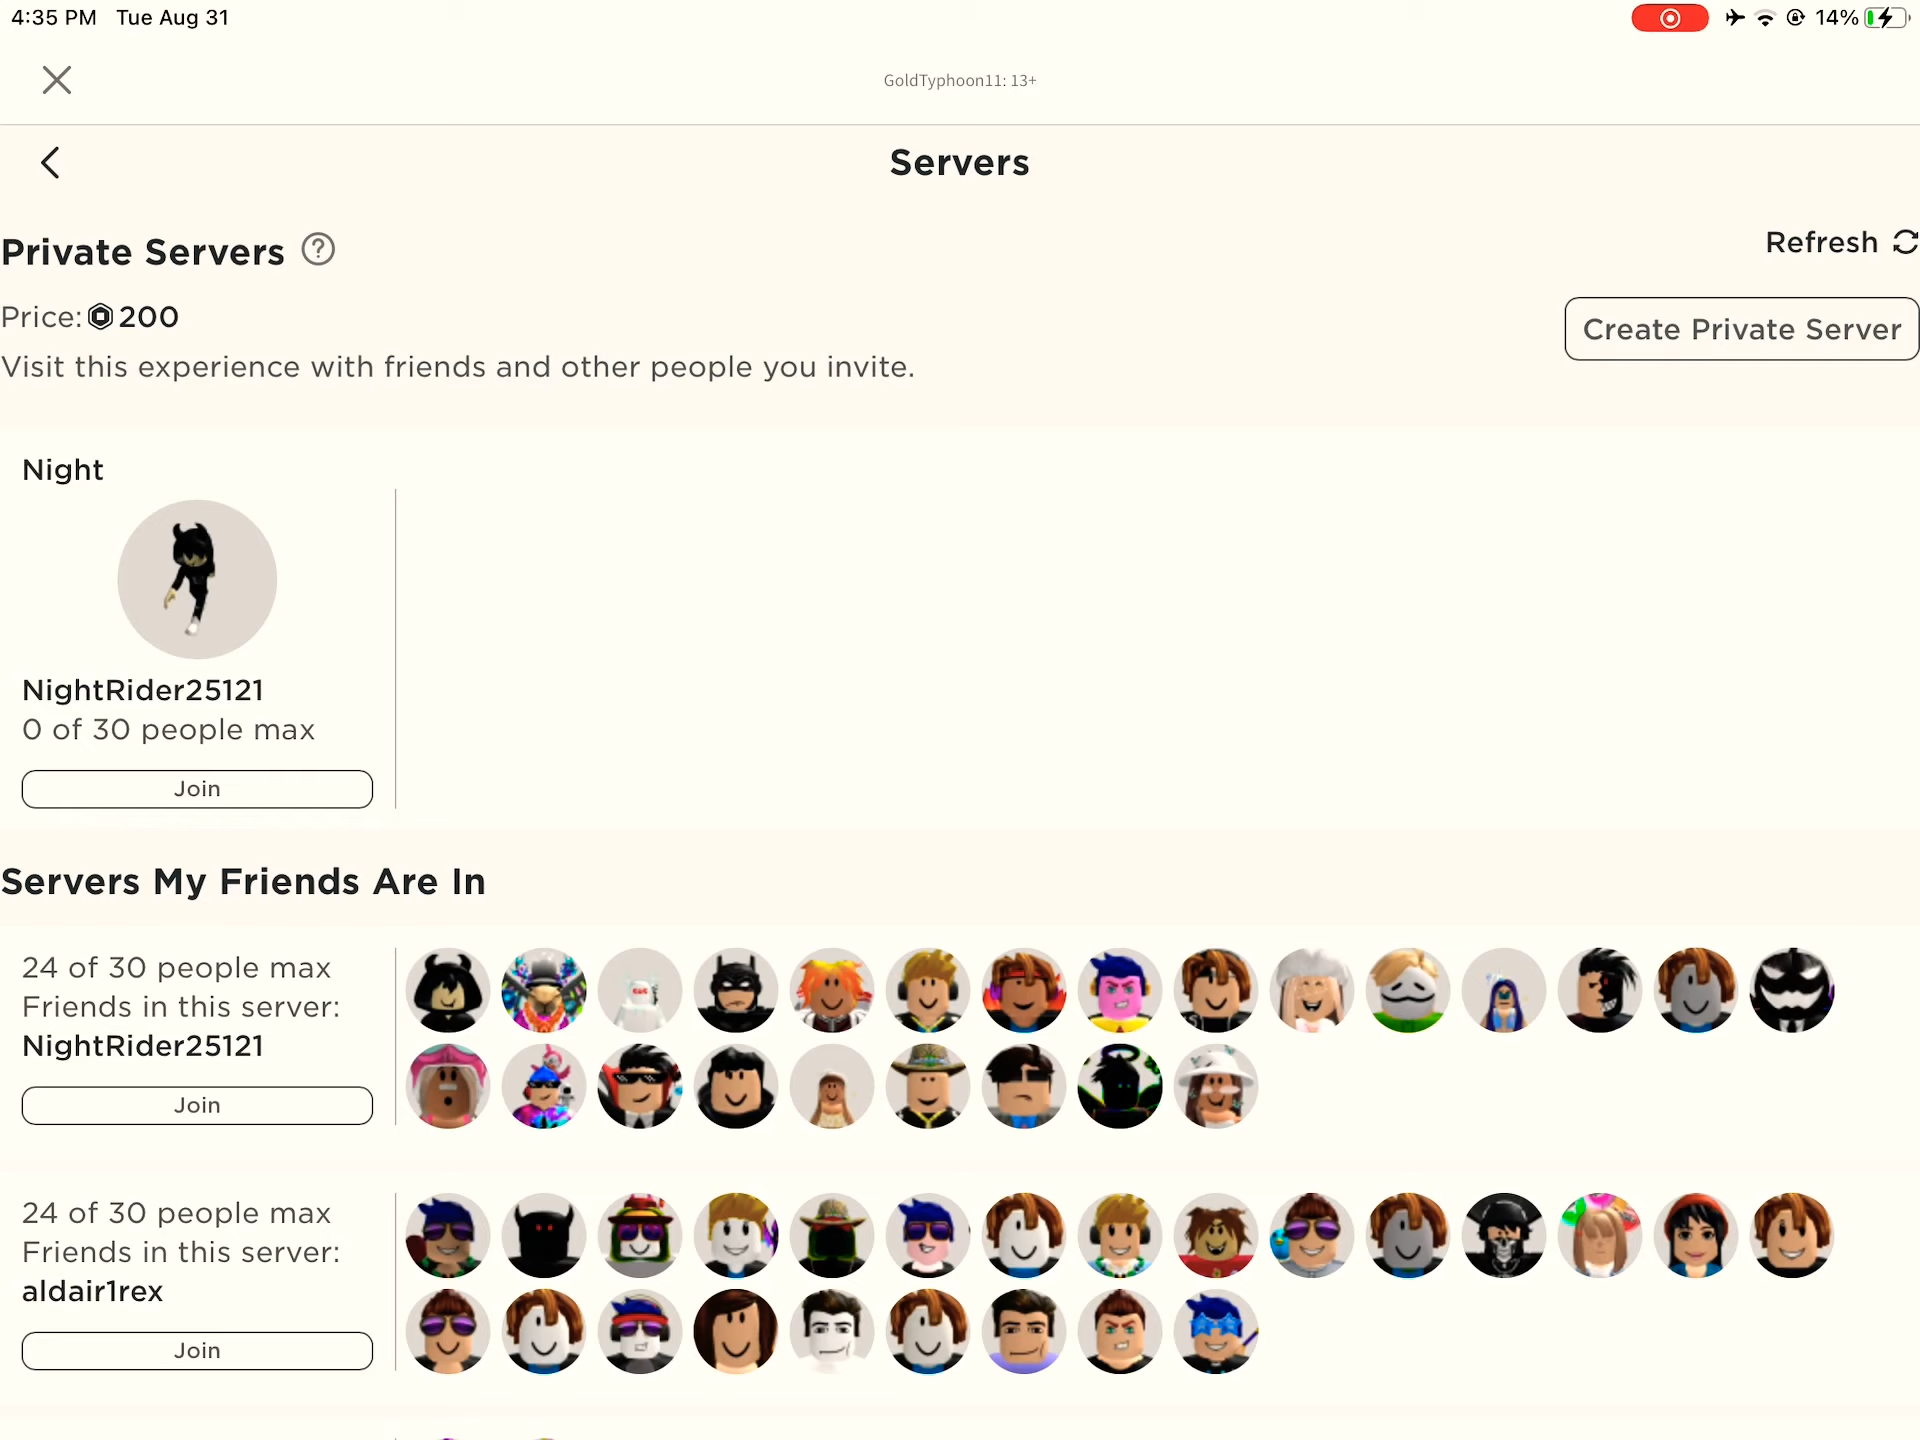 4:35 PM Tue Aug 31
14%
GoldTyphoon11: 13+
Servers
Private Servers
Refresh
Price: 200
Create Private Server
Visit this experience with friends and other people you invite.
Night
NightRider25121
0 of 30 people max
Join
Servers My Friends Are In
24 of 30 people max
Friends in this server:
NightRider25121
Join
24 of 30 people max
Friends in this server:
aldair1rex
Join